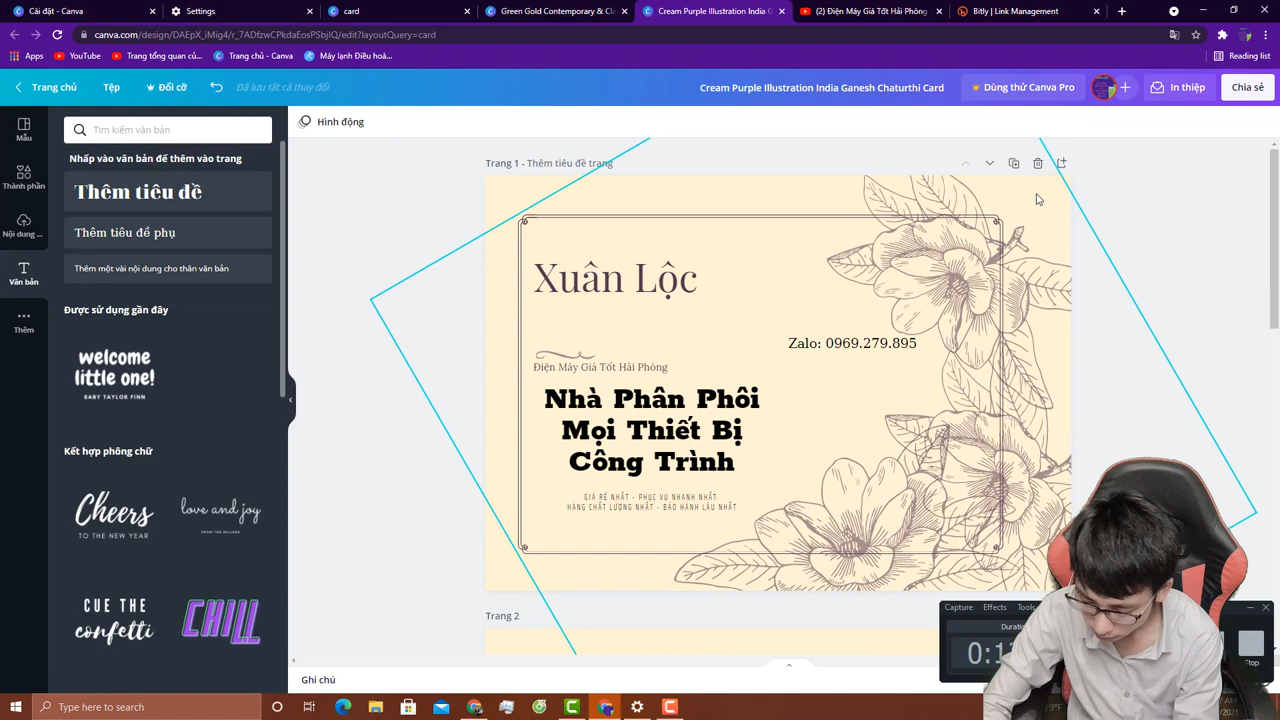 Cài đặt
Settings
card
Green Gold Contemporary & Cl
Cream Purple Illustration India G
(2) Điện Máy Giá Tốt Hải Phòng
Bitly | Link Management
canva.com/design/DAEpX_iMig4/r_7ADfzwCPkdaEosPSbjIQ/edit?layoutQuery=card
Apps
YouTube
Trang tổng quan củ...
Trang chủ - Canva
Máy lạnh Điều hoà...
Reading list
Trang chủ
Tệp
Đổi cỡ
Đã lưu tất cả thay đổi
Cream Purple Illustration India Ganesh Chaturthi Card
Dùng thử Canva Pro
In thiệp
Chia sẻ
Mẫu
Thành phần
Nội dung ...
Văn bản
Thêm
Tìm kiếm văn bản
Nhấp vào văn bản để thêm vào trang
Thêm tiêu đề
Thêm tiêu đề phụ
Thêm một vài nội dung cho thân văn bản
Được sử dụng gần đây
welcome
little one!
BABY TAYLOR FINN
Kết hợp phông chữ
Cheers
TO THE NEW YEAR
love and joy
CUE THE
confetti
CHILL
Hình động
Trang 1 - Thêm tiêu đề trang
Xuân Lộc
Zalo: 0969.279.895
Điện Máy Giá Tốt Hải Phòng
Nhà Phân Phôi
Mọi Thiết Bị
Công Trình
GIÁ RẺ NHẤT - PHỤC VỤ NHANH NHẤT
HÀNG CHẤT LƯỢNG NHẤT - BẢO HÀNH LÂU NHẤT
Trang 2
Ghi chú
Capture
Effects
Tools
Stop
Type here to search